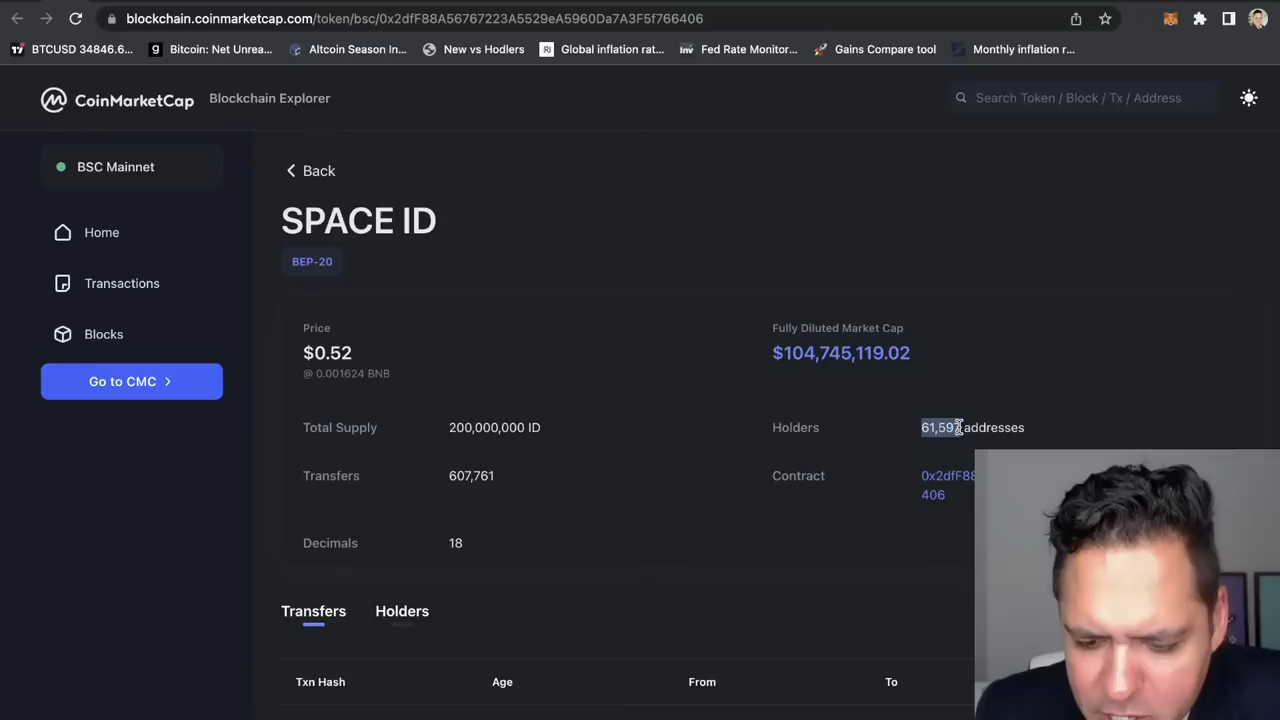 blockchain.coinmarketcap.com/token/bsc/0x2dfF88A56767223A5529eA5960Da7A3F5f766406
BTCUSD 34846.6... Bitcoin: Net Unrea... Altcoin Season In... New vs Hodlers RI Global inflation rat... Inv Fed Rate Monitor... Gains Compare tool Monthly inflation r...
CoinMarketCap Blockchain Explorer
Search Token / Block / Tx / Address
BSC Mainnet
Home
Transactions
Blocks
Go to CMC
Back
SPACE ID
BEP-20
Price
$0.52
@ 0.001624 BNB
Fully Diluted Market Cap
$104,745,119.02
Total Supply 200,000,000 ID
Holders addresses
Transfers 607,761
Contract 0x2dfF88
406
Decimals 18
Transfers Holders
Txn Hash Age From To